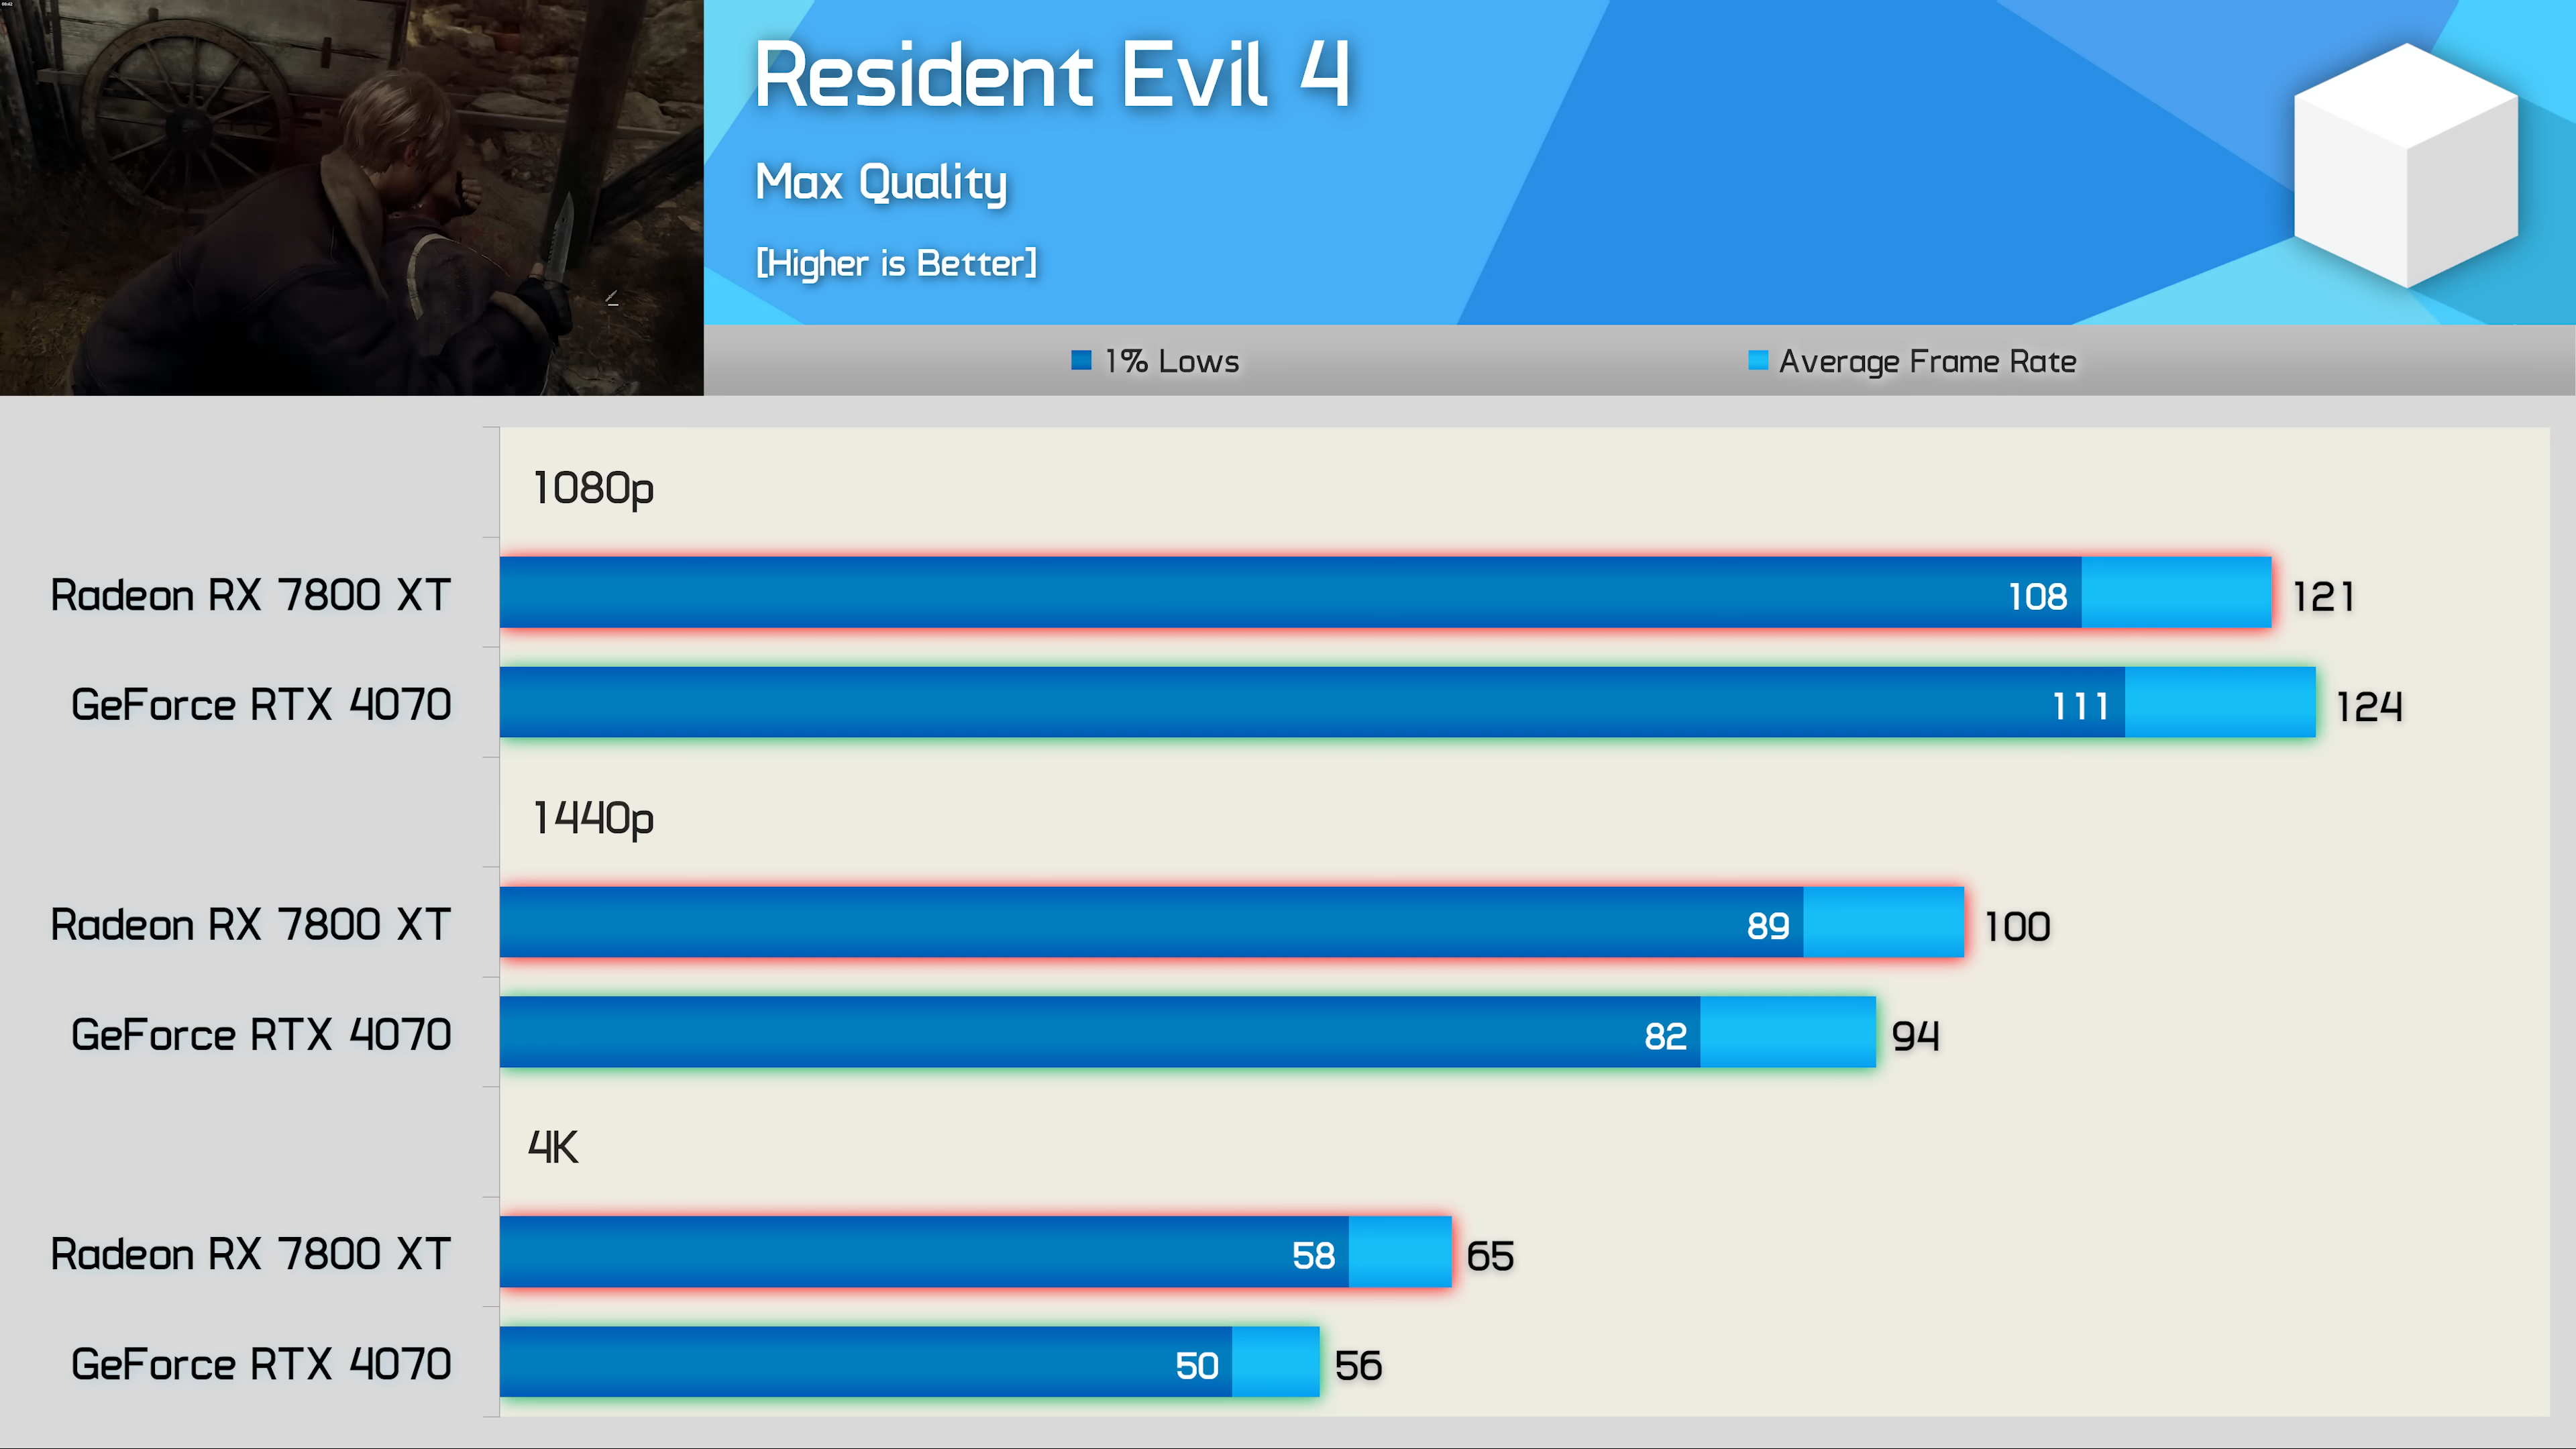 Resident Evil 4
Max Quality
[Higher is Better]
1% Lows
Average Frame Rate
1080p
Radeon RX 7800 XT 108 121
GeForce RTX 4070 111 124
1440p
Radeon RX 7800 XT 89 100
GeForce RTX 4070 82 94
4K
Radeon RX 7800 XT 58 65
GeForce RTX 4070 50 56